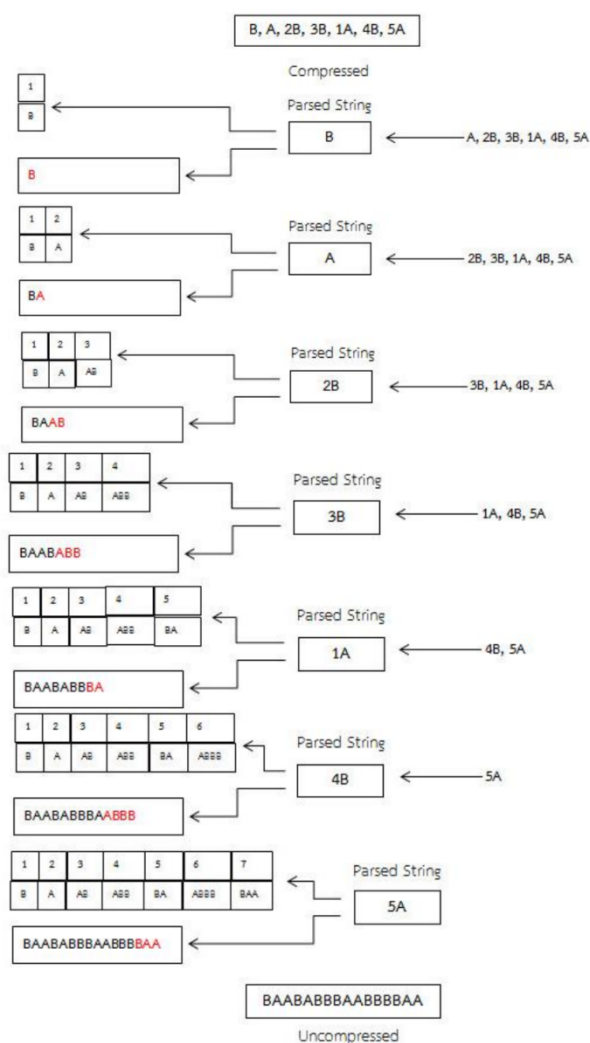 B, A, 2B, 3B, 1A, 4B, 5A
Compressed
Parsed String
1
B
B
A, 2B, 3B, 1A, 4B, 5A
B
Parsed String
1 2
B A
A
2B, 3B, 1A, 4B, 5A
BA
Parsed String
1 2 3
B A AB
2B
3B, 1A, 4B, 5A
BAAB
Parsed String
1 2 3 4
B A AB ABB
3B
1A, 4B, 5A
BAABABB
Parsed String
1 2 3 4 5
B A AB ABB BA
1A
4B, 5A
BAABABBBA
Parsed String
1 2 3 4 5 6
B A AB ABB BA ABBB
4B
5A
BAABABBBAABBB
Parsed String
1 2 3 4 5 6 7
B A AB ABB BA ABBB BAA
5A
BAABABBBAABBBBAA
BAABABBBAABBBBAA
Uncompressed